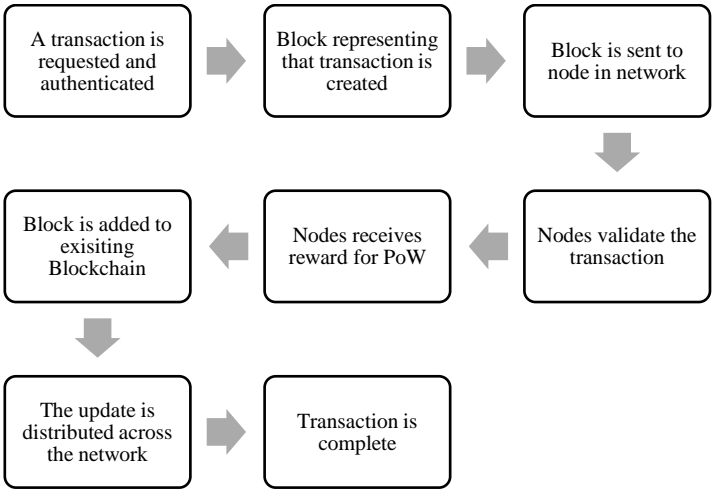 A transaction is
requested and
authenticated
Block representing
that transaction is
created
Block is sent to
node in network
Nodes validate the
transaction
Nodes receives
reward for PoW
Block is added to
exisiting
Blockchain
The update is
distributed across
the network
Transaction is
complete